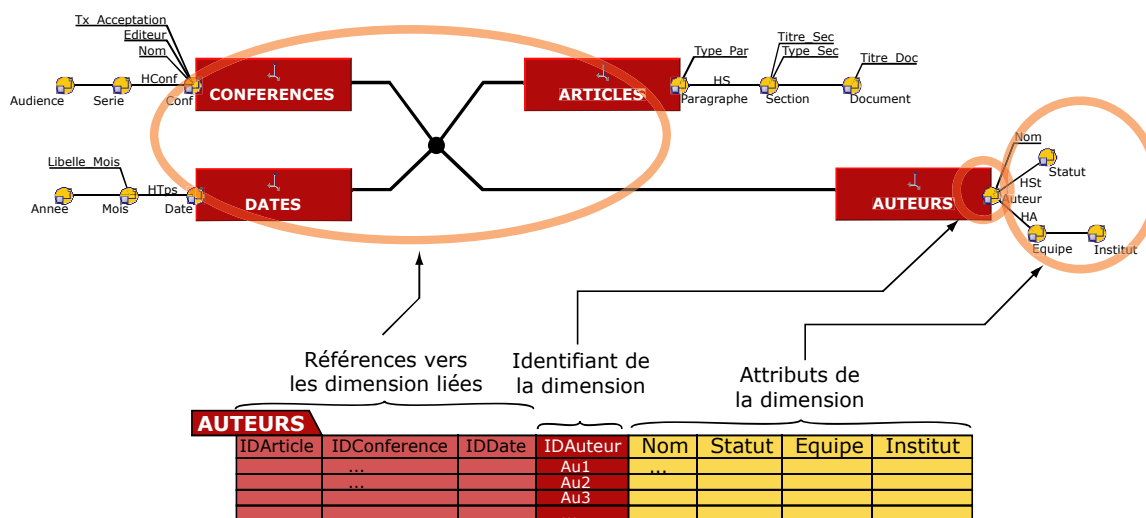 Tx_Acceptation
Editeur
Nom
HConf
Audience
Serie
Conf
CONFERENCES
ARTICLES
Type_Par
HS
Titre_Sec
Type_Sec
Titre_Doc
Paragraphe
Section
Document
Libelle_Mois
HTps
Annee
Mois
Date
DATES
AUTEURS
Nom
Statut
HSt
Auteur
HA
Equipe
Institut
Références vers
les dimension liées
Identifiant de
la dimension
Attributs de
la dimension
AUTEURS
IDArticle IDConference IDDate IDAuteur Nom Statut Equipe Institut
... Au1 ...
... Au2
Au3
...